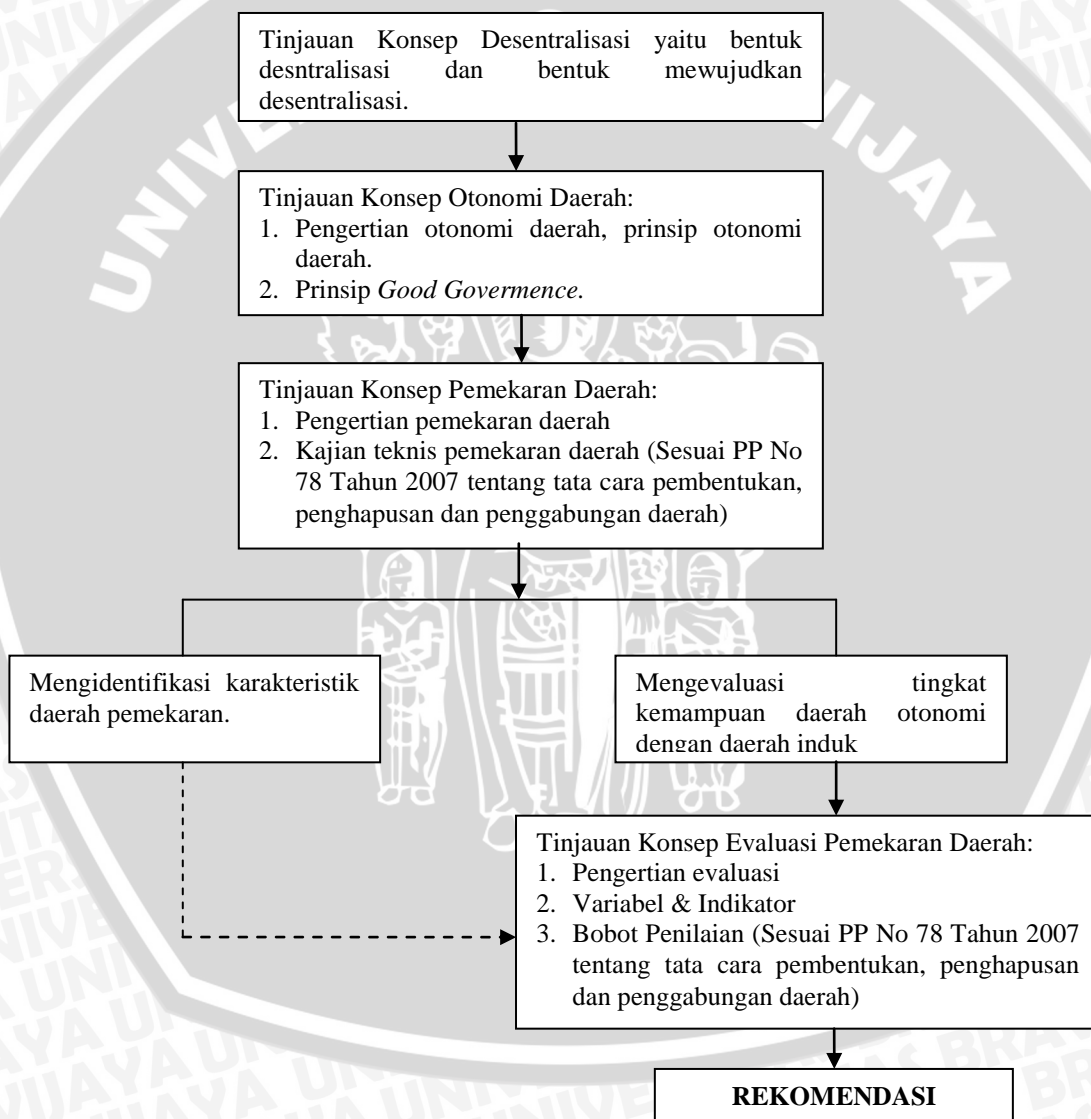 Tinjauan Konsep Desentralisasi yaitu bentuk
desntralisasi dan bentuk mewujudkan
desentralisasi.
Tinjauan Konsep Otonomi Daerah:
1. Pengertian otonomi daerah, prinsip otonomi
daerah.
2. Prinsip Good Govermence.
Tinjauan Konsep Pemekaran Daerah:
1. Pengertian pemekaran daerah
2. Kajian teknis pemekaran daerah (Sesuai PP No
78 Tahun 2007 tentang tata cara pembentukan,
penghapusan dan penggabungan daerah)
Mengidentifikasi karakteristik
daerah pemekaran.
Mengevaluasi tingkat
kemampuan daerah otonomi
dengan daerah induk
Tinjauan Konsep Evaluasi Pemekaran Daerah:
1. Pengertian evaluasi
2. Variabel & Indikator
3. Bobot Penilaian (Sesuai PP No 78 Tahun 2007
tentang tata cara pembentukan, penghapusan
dan penggabungan daerah)
REKOMENDASI